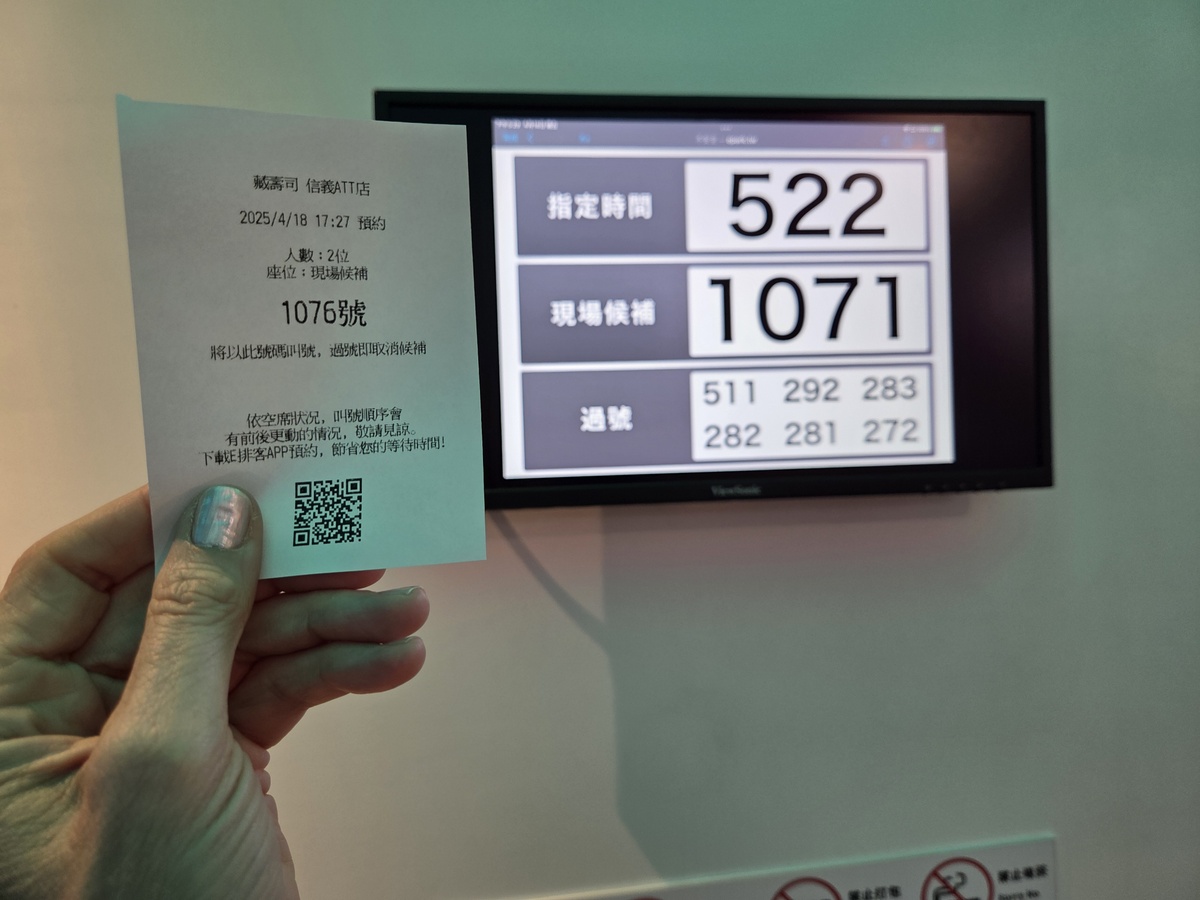 藏壽司 信義ATT店
2025/4/18 17:27 預約
人數：2位
座位：現場候補
1076號
將以此號碼叫號，過號即取消候補
依空席狀況，叫號順序會
有前後更動的情況，敬請見諒。
下載E排客APP預約，節省您的等待時間!
指定時間 522
現場候補 1071
過號 511 292 283
282 281 272
ViewSonic